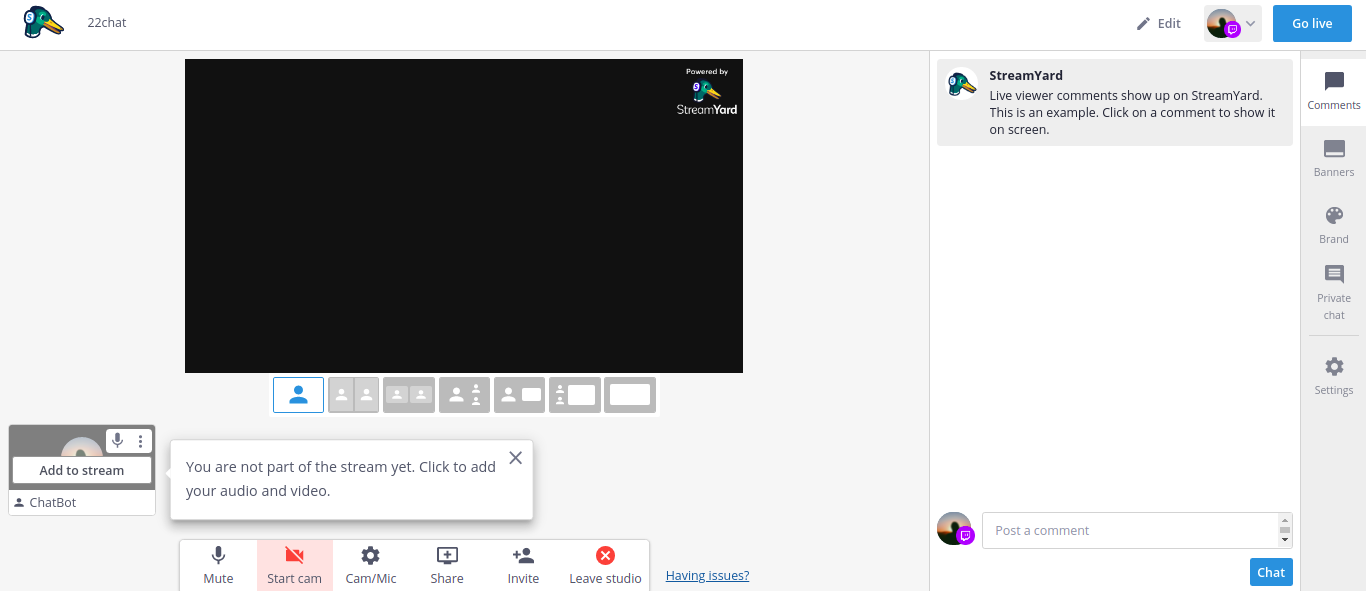 22chat
Edit
Go live
Powered by
StreamYard
StreamYard
Live viewer comments show up on StreamYard.
This is an example. Click on a comment to show it
on screen.
Comments
Banners
Brand
Private
chat
Settings
Add to stream
ChatBot
You are not part of the stream yet. Click to add
your audio and video.
Post a comment
Chat
Mute
Start cam
Cam/Mic
Share
Invite
Leave studio
Having issues?